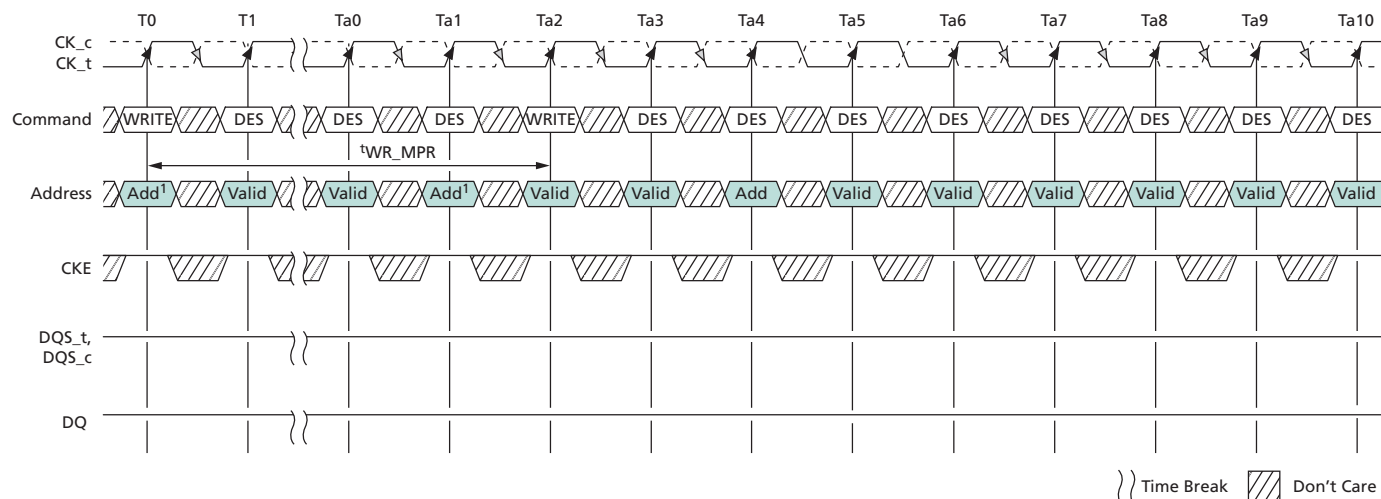 T0 T1 Ta0 Ta1 Ta2 Ta3 Ta4 Ta5 Ta6 Ta7 Ta8 Ta9 Ta10
CK_c
CK_t
Command WRITE DES DES DES WRITE DES DES DES DES DES DES DES DES
tWR_MPR
Address Add1 Valid Valid Add1 Valid Valid Add Valid Valid Valid Valid Valid Valid
CKE
DQS_t,
DQS_c
DQ
Time Break Don't Care